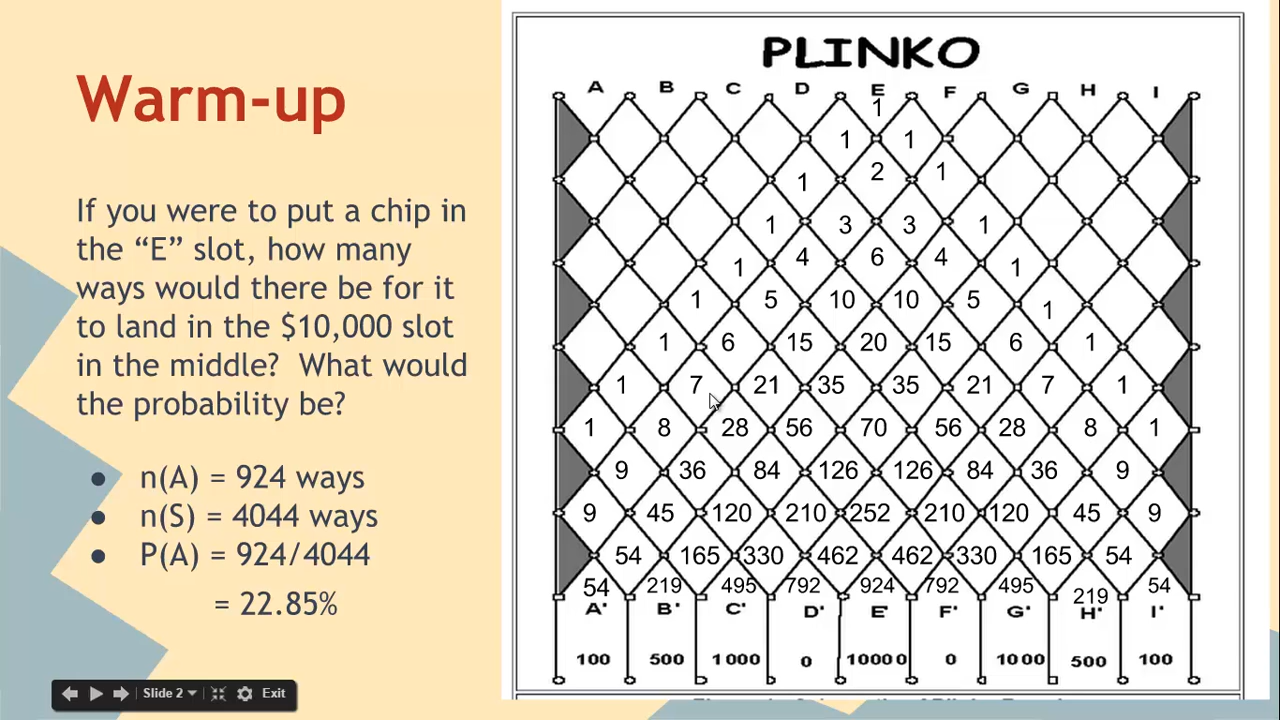 Warm-up
If you were to put a chip in
the “E” slot, how many
ways would there be for it
to land in the $10,000 slot
in the middle? What would
the probability be?
● n(A) = 924 ways
● n(S) = 4044 ways
● P(A) = 924/4044
= 22.85%
PLINKO
A B C D E F G H I
1
1 1
1 2 1
1 3 3 1
1 4 6 4 1
1 5 10 10 5 1
1 6 15 20 15 6 1
1 7 21 35 35 21 7 1
1 8 28 56 70 56 28 8 1
9 36 84 126 126 84 36 9
9 45 120 210 252 210 120 45 9
54 165 330 462 462 330 165 54
54 219 495 792 924 792 495 219 54
A' B' C' D' E' F' G' H' I'
100 500 1000 0 10000 0 1000 500 100
Slide 2 Exit